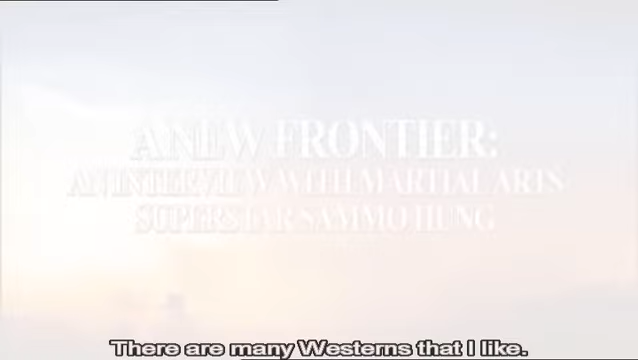 A NEW FRONTIER:
AN INTERVIEW WITH MARTIAL ARTS
SUPERSTAR SAMMO HUNG
There are many Westerns that I like.